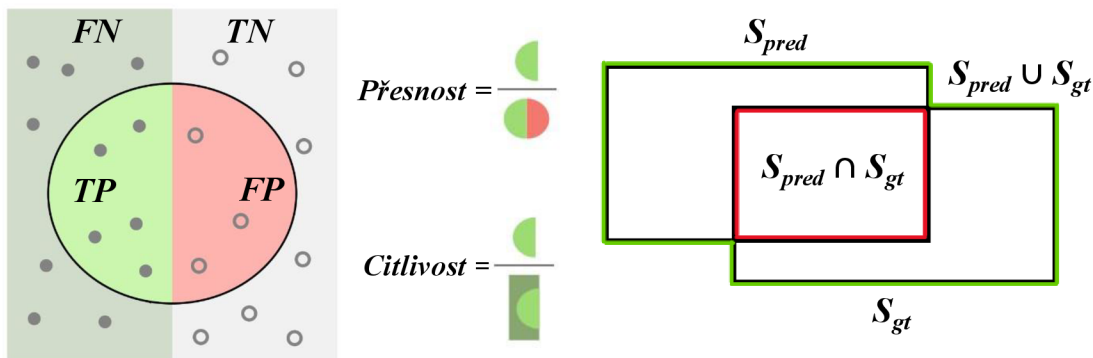 FN TN
TP FP
Přesnost =
Citlivost =
S_pred
S_pred ∪ S_gt
S_pred ∩ S_gt
S_gt